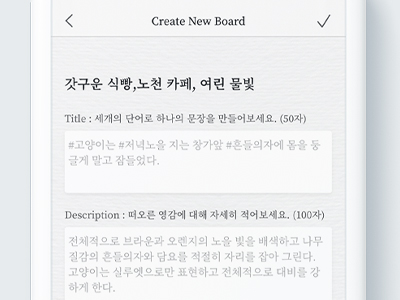 Create New Board
갓구운 식빵,노천 카페, 여린 물빛
Title : 세개의 단어로 하나의 문장을 만들어보세요. (50자)
#고양이는 #저녁노을 지는 창가앞 #흔들의자에 몸을 둥
글게 말고 잠들었다.
Description : 떠오른 영감에 대해 자세히 적어보세요. (100자)
전체적으로 브라운과 오렌지의 노을 빛을 배색하고 나무
질감의 흔들의자와 담요를 적절히 자리를 잡아 그린다.
고양이는 실루엣으로만 표현하고 전체적으로 대비를 강
하게 한다.